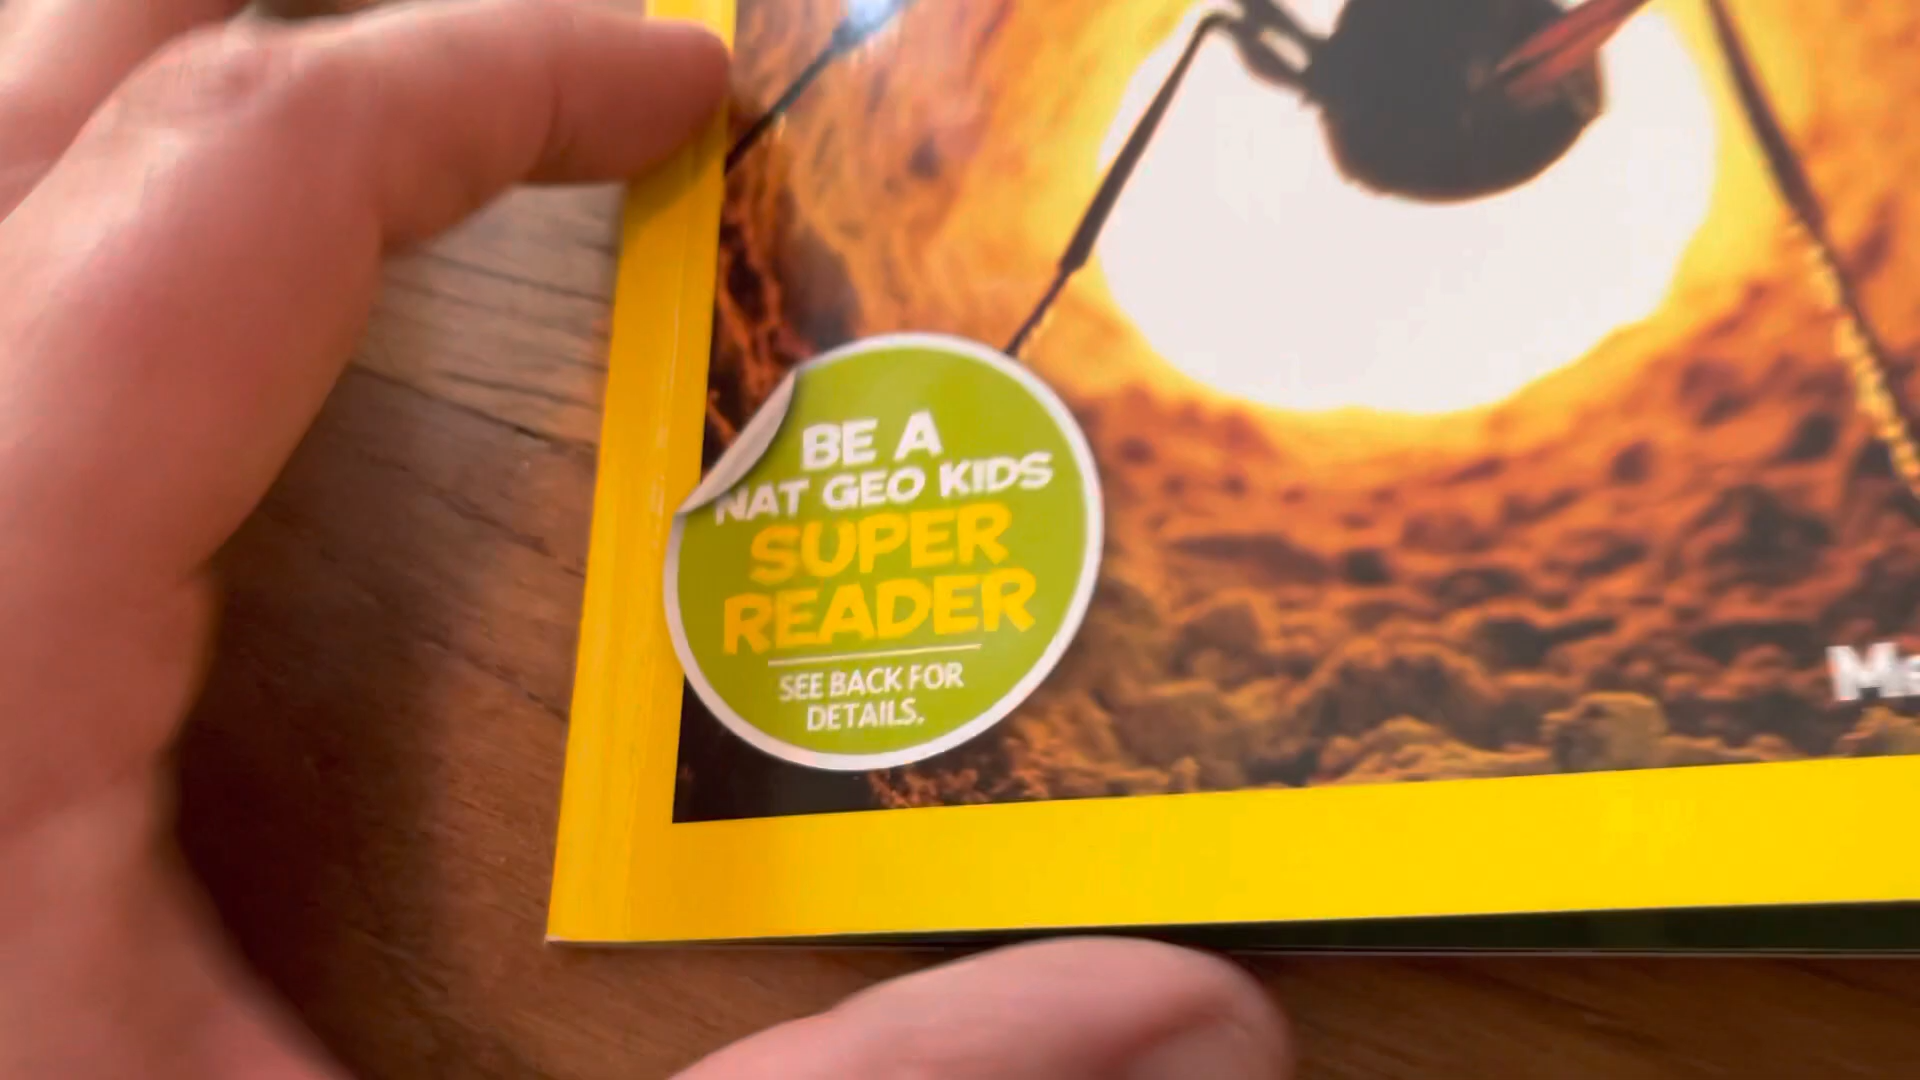 BE A
NAT GEO KIDS
SUPER
READER
SEE BACK FOR
DETAILS.